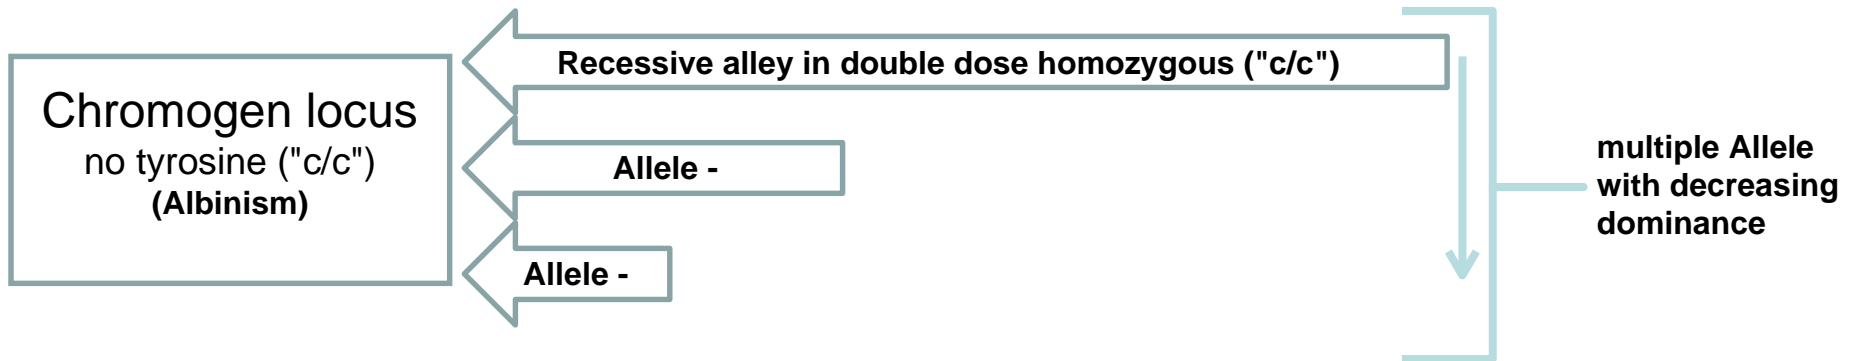 Chromogen locus
no tyrosine ("c/c")
(Albinism)
Recessive alley in double dose homozygous ("c/c")
Allele -
Allele -
multiple Allele
with decreasing
dominance